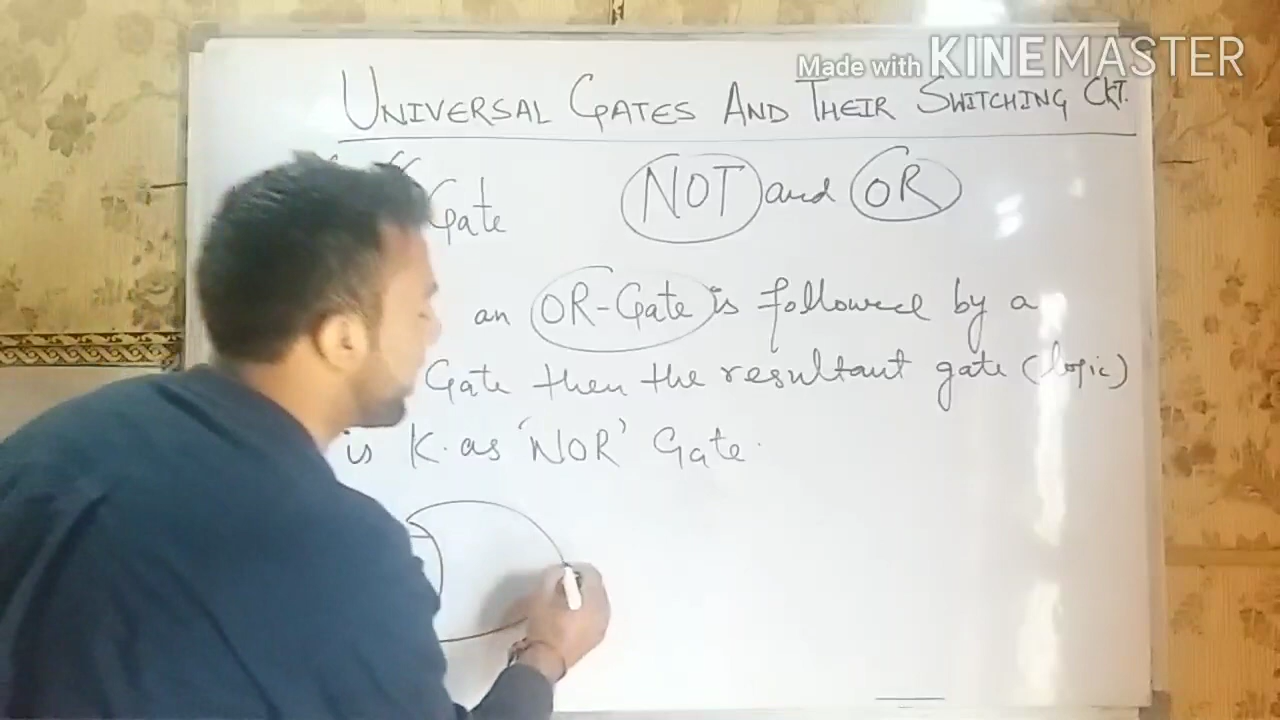 Made with KINEMASTER
UNIVERSAL GATES AND THEIR SWITCHING CKT.
Gate NOT and OR
an OR-Gate is followed by a
Gate then the resultant gate (logic)
is K. as 'NOR' Gate.